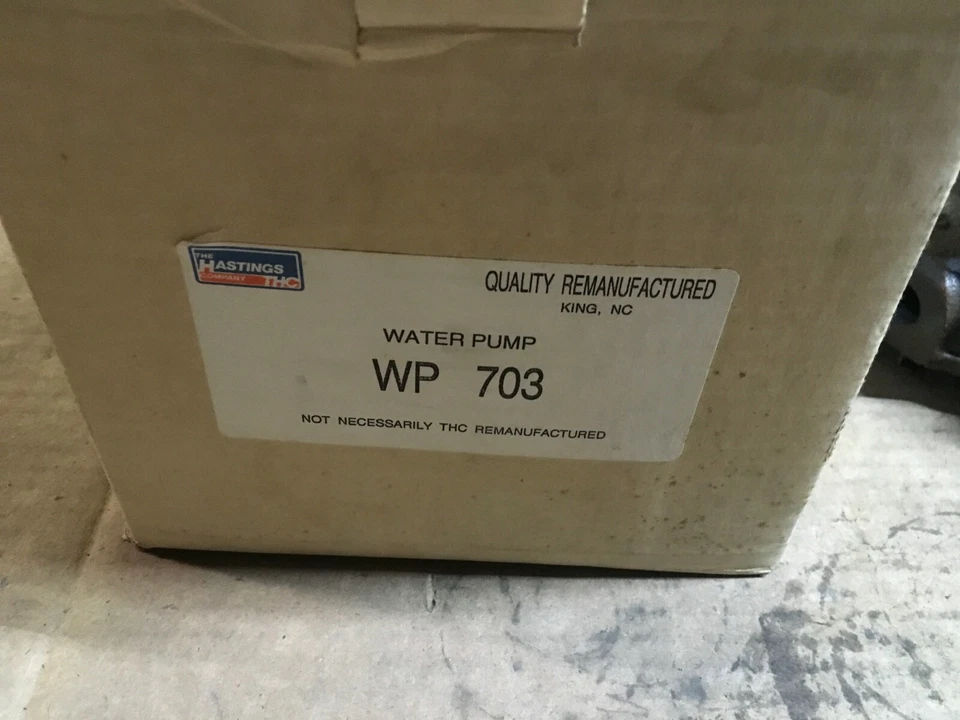 THE
HASTINGS
COMPANY THC
QUALITY REMANUFACTURED
KING, NC
WATER PUMP
WP 703
NOT NECESSARILY THC REMANUFACTURED